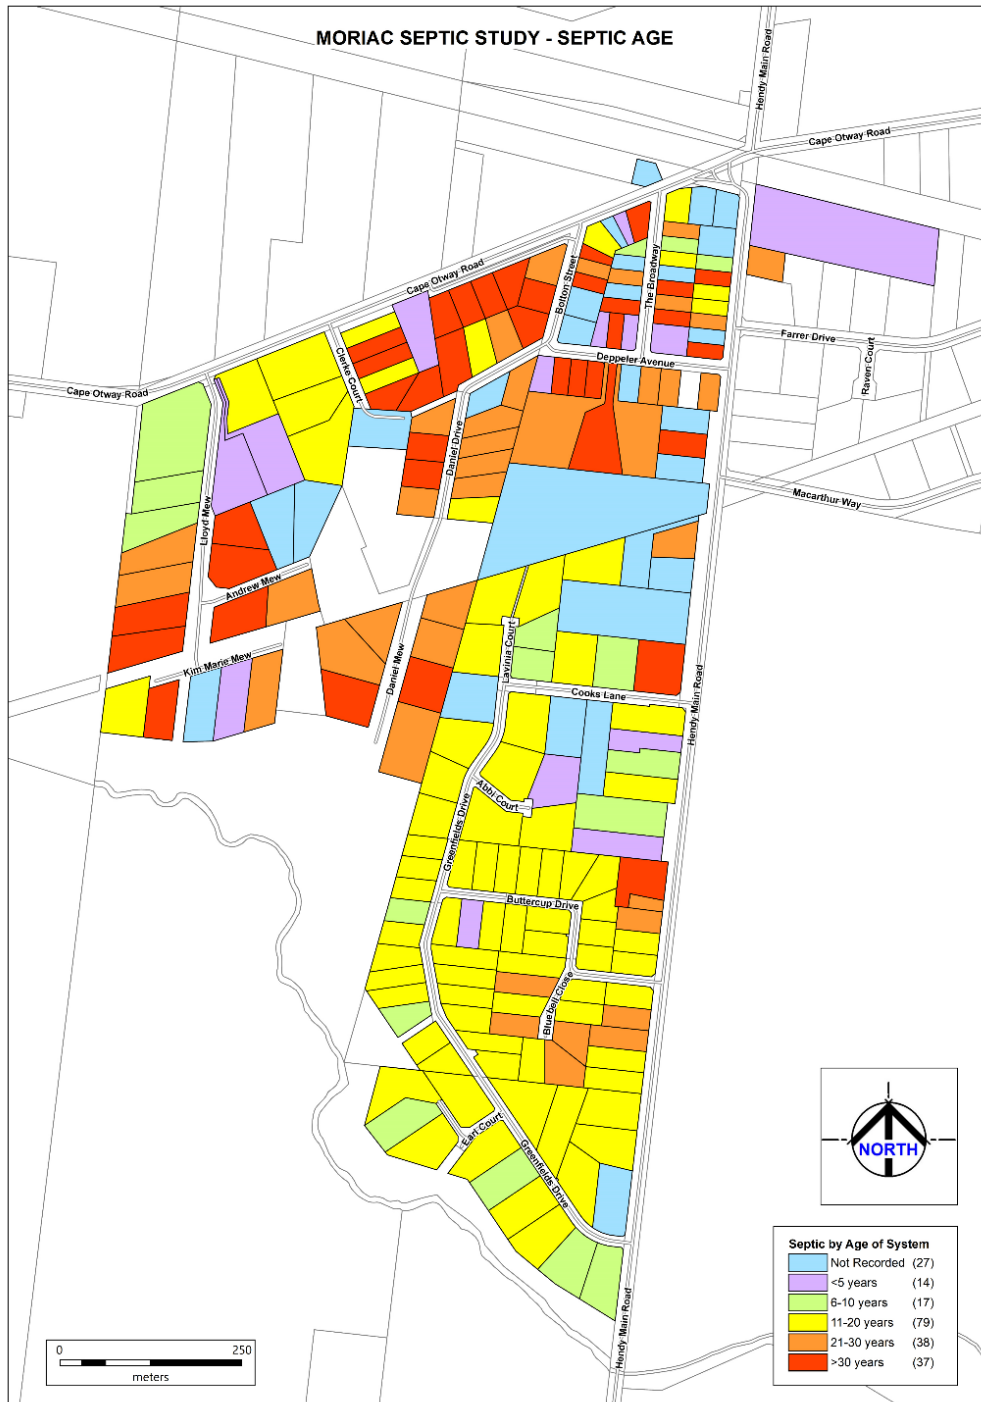 MORIAC SEPTIC STUDY - SEPTIC AGE
Hendy Main Road
Cape Otway Road
The Broadway
Bolton Street
Cape Otway Road
Farrer Drive
Raven Court
Deppeler Avenue
Clerke Court
Cape Otway Road
Daniel Drive
Macarthur Way
Lloyd Mew
Andrew Mew
Kim Marie Mew
Daniel Mew
Lavinia Court
Cooks Lane
Hendy Main Road
Abbi Court
Greenfields Drive
Buttercup Drive
Bluebell Close
Earl Court
Greenfields Drive
Hendy Main Road
NORTH
Septic by Age of System
Not Recorded (27)
<5 years (14)
6-10 years (17)
11-20 years (79)
21-30 years (38)
>30 years (37)
0 250
meters